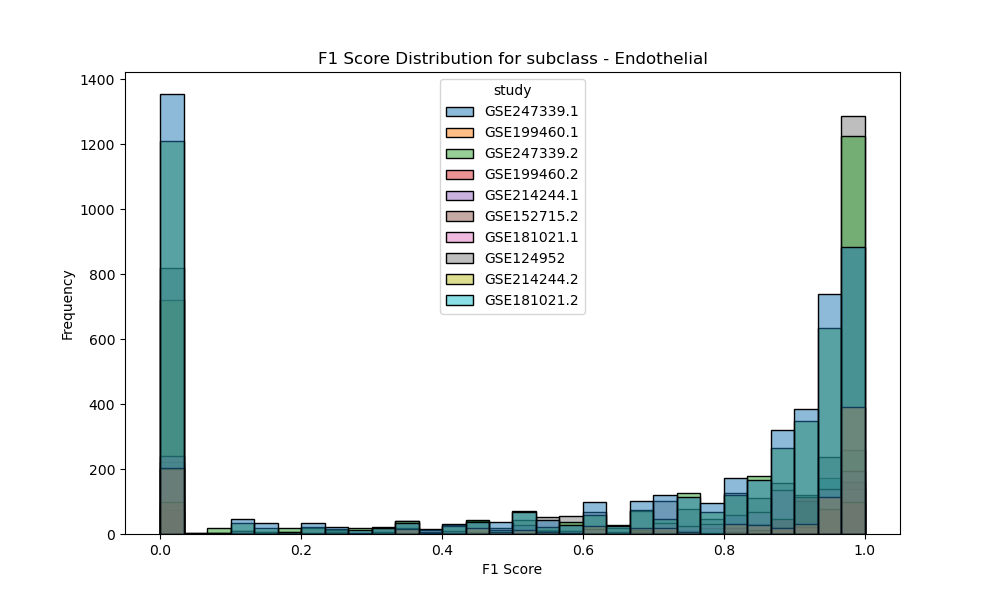 F1 Score Distribution for subclass - Endothelial
study
GSE247339.1
GSE199460.1
GSE247339.2
GSE199460.2
GSE214244.1
GSE152715.2
GSE181021.1
GSE124952
GSE214244.2
GSE181021.2
Frequency
1400
1200
1000
800
600
400
200
0
0.0 0.2 0.4 0.6 0.8 1.0
F1 Score